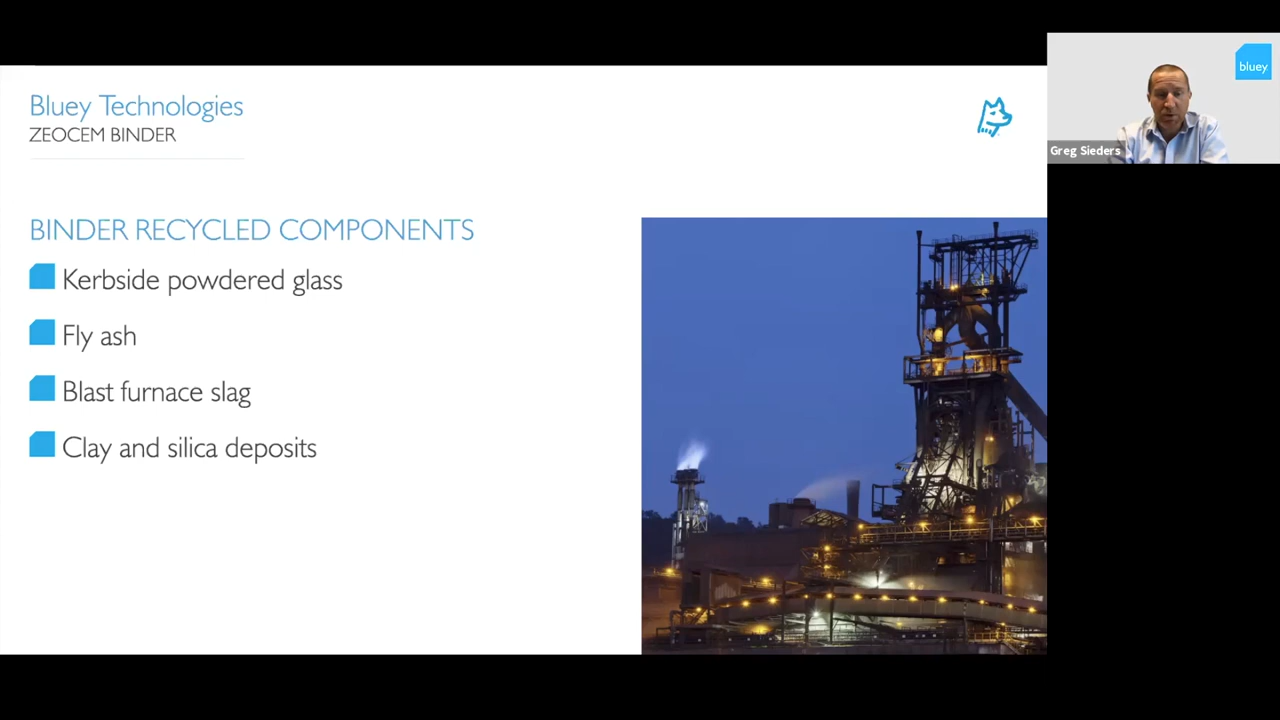 Bluey Technologies
ZEOCEM BINDER
BINDER RECYCLED COMPONENTS
Kerbside powdered glass
Fly ash
Blast furnace slag
Clay and silica deposits
bluey
Greg Sieders